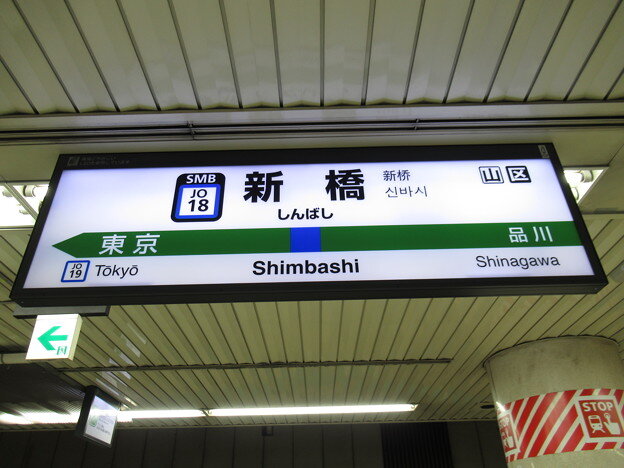 SMB
JO
18
新橋
しんばし
新桥
신바시
山 区
東京
品川
JO
19
Tōkyō
Shimbashi
Shinagawa
STOP